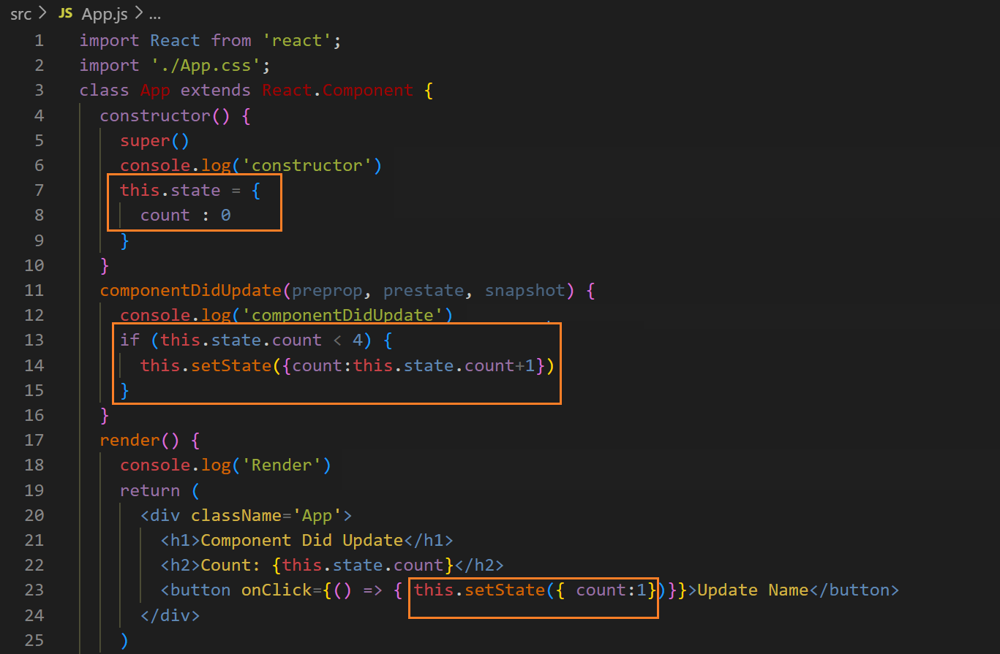 src > JS App.js > ...
1 import React from 'react';
2 import './App.css';
3 class App extends React.Component {
4 constructor() {
5 super()
6 console.log('constructor')
7 this.state = {
8 count : 0
9 }
10 }
11 componentDidUpdate(preprop, prestate, snapshot) {
12 console.log('componentDidUpdate')
13 if (this.state.count < 4) {
14 this.setState({count:this.state.count+1})
15 }
16 }
17 render() {
18 console.log('Render')
19 return (
20 <div className='App'>
21 <h1>Component Did Update</h1>
22 <h2>Count: {this.state.count}</h2>
23 <button onClick={() => { this.setState({ count:1})}}>Update Name</button>
24 </div>
25 )